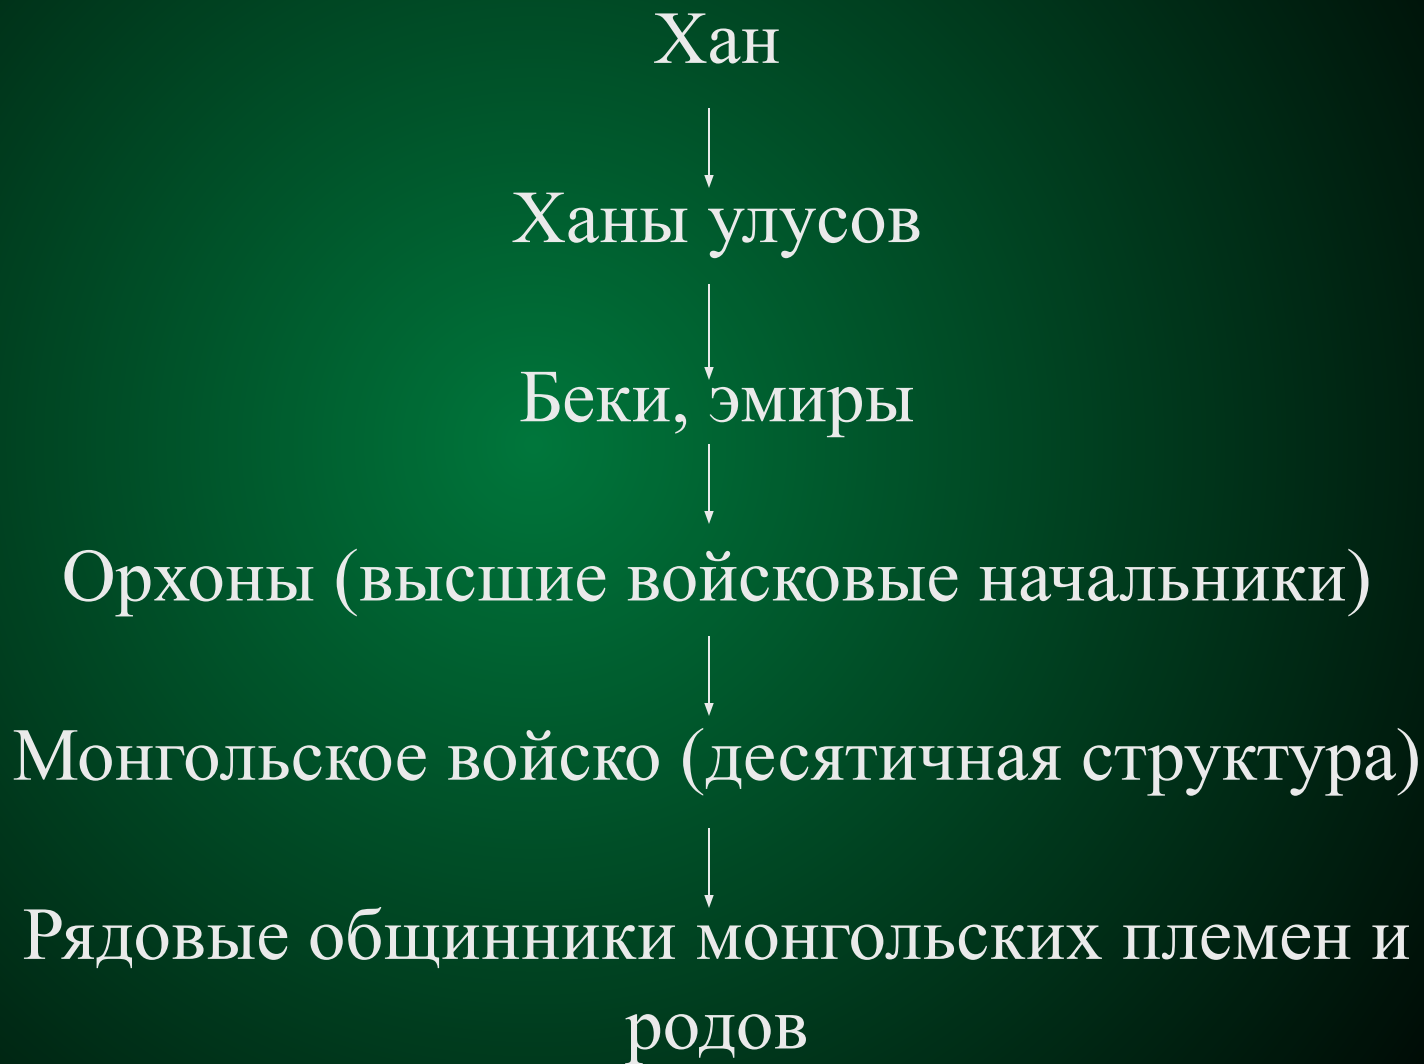 Хан
Ханы улусов
Беки, эмиры
Орхоны (высшие войсковые начальники)
Монгольское войско (десятичная структура)
Рядовые общинники монгольских племен и
родов